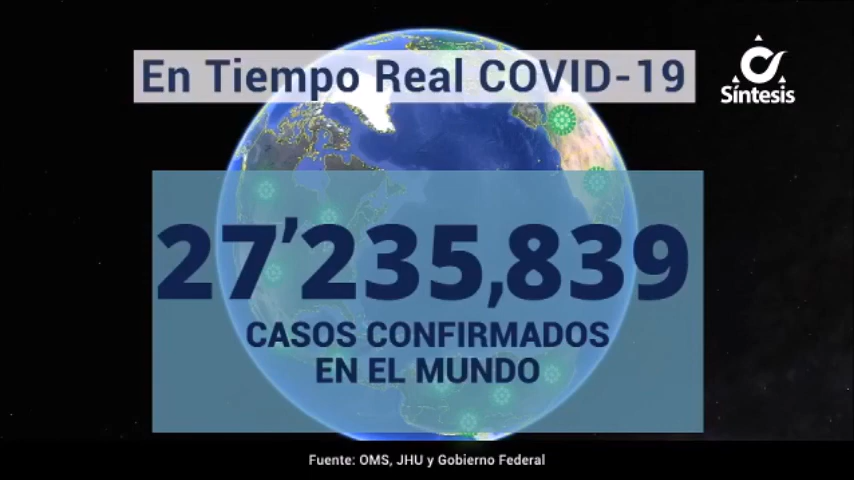 En Tiempo Real COVID-19
Síntesis
27'235,839
CASOS CONFIRMADOS
EN EL MUNDO
Fuente: OMS, JHU y Gobierno Federal